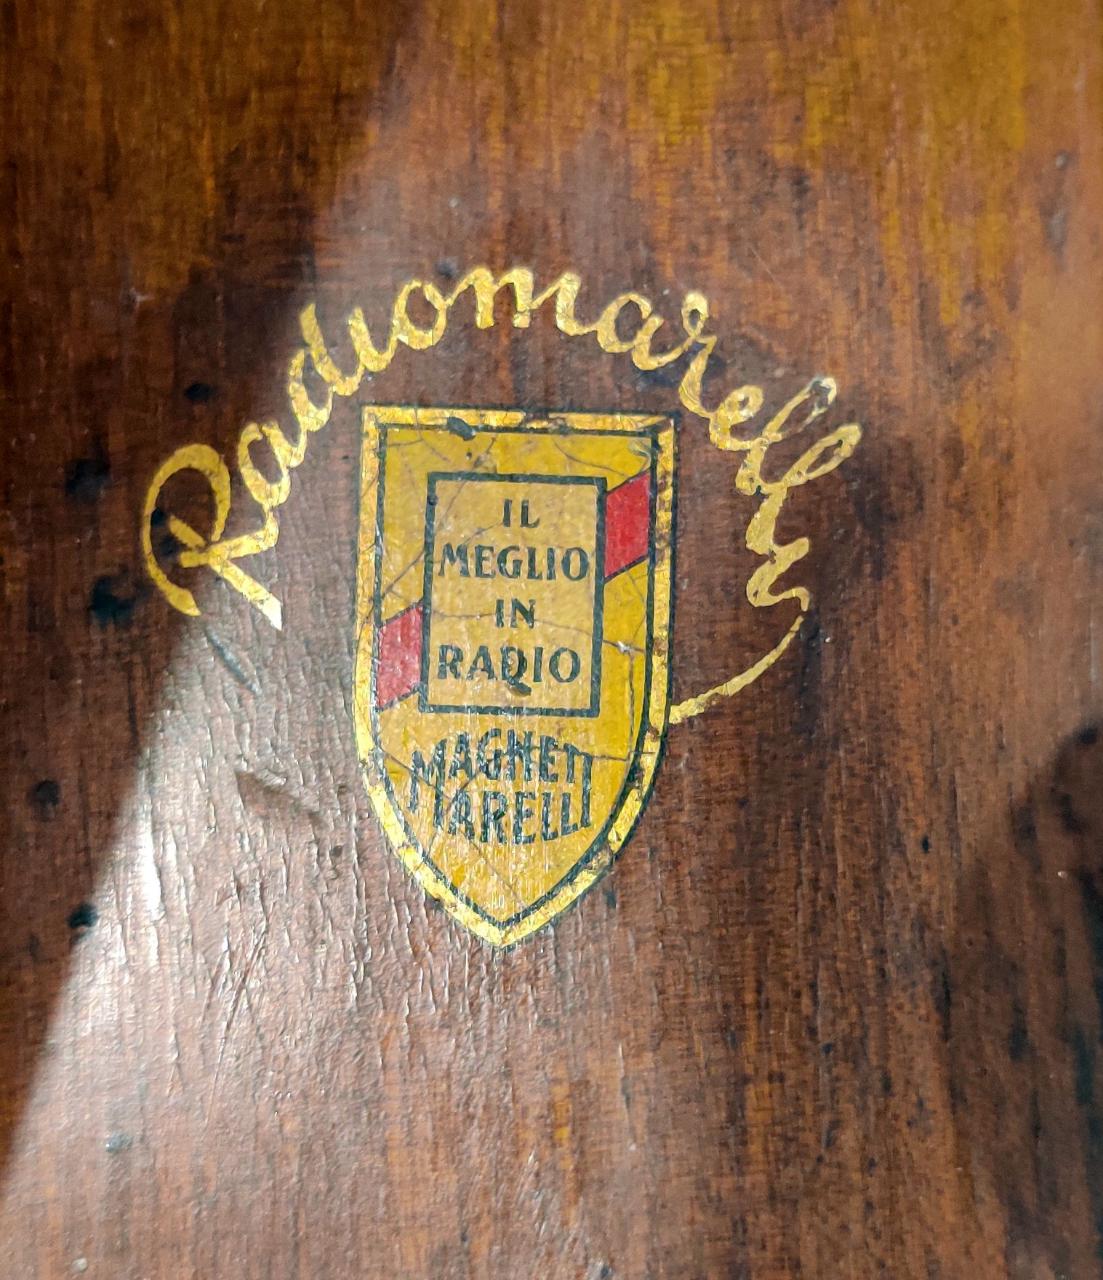 Radiomarelli
IL
MEGLIO
IN
RADIO
MAGNETI
MARELLI